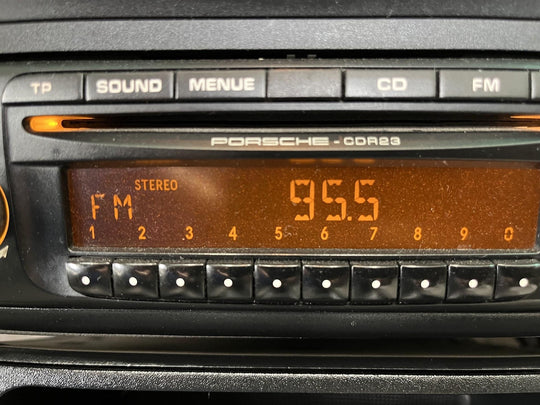 TP SOUND MENUE CD FM
PORSCHE - CDR23
STEREO
FM 95.5
1 2 3 4 5 6 7 8 9 0